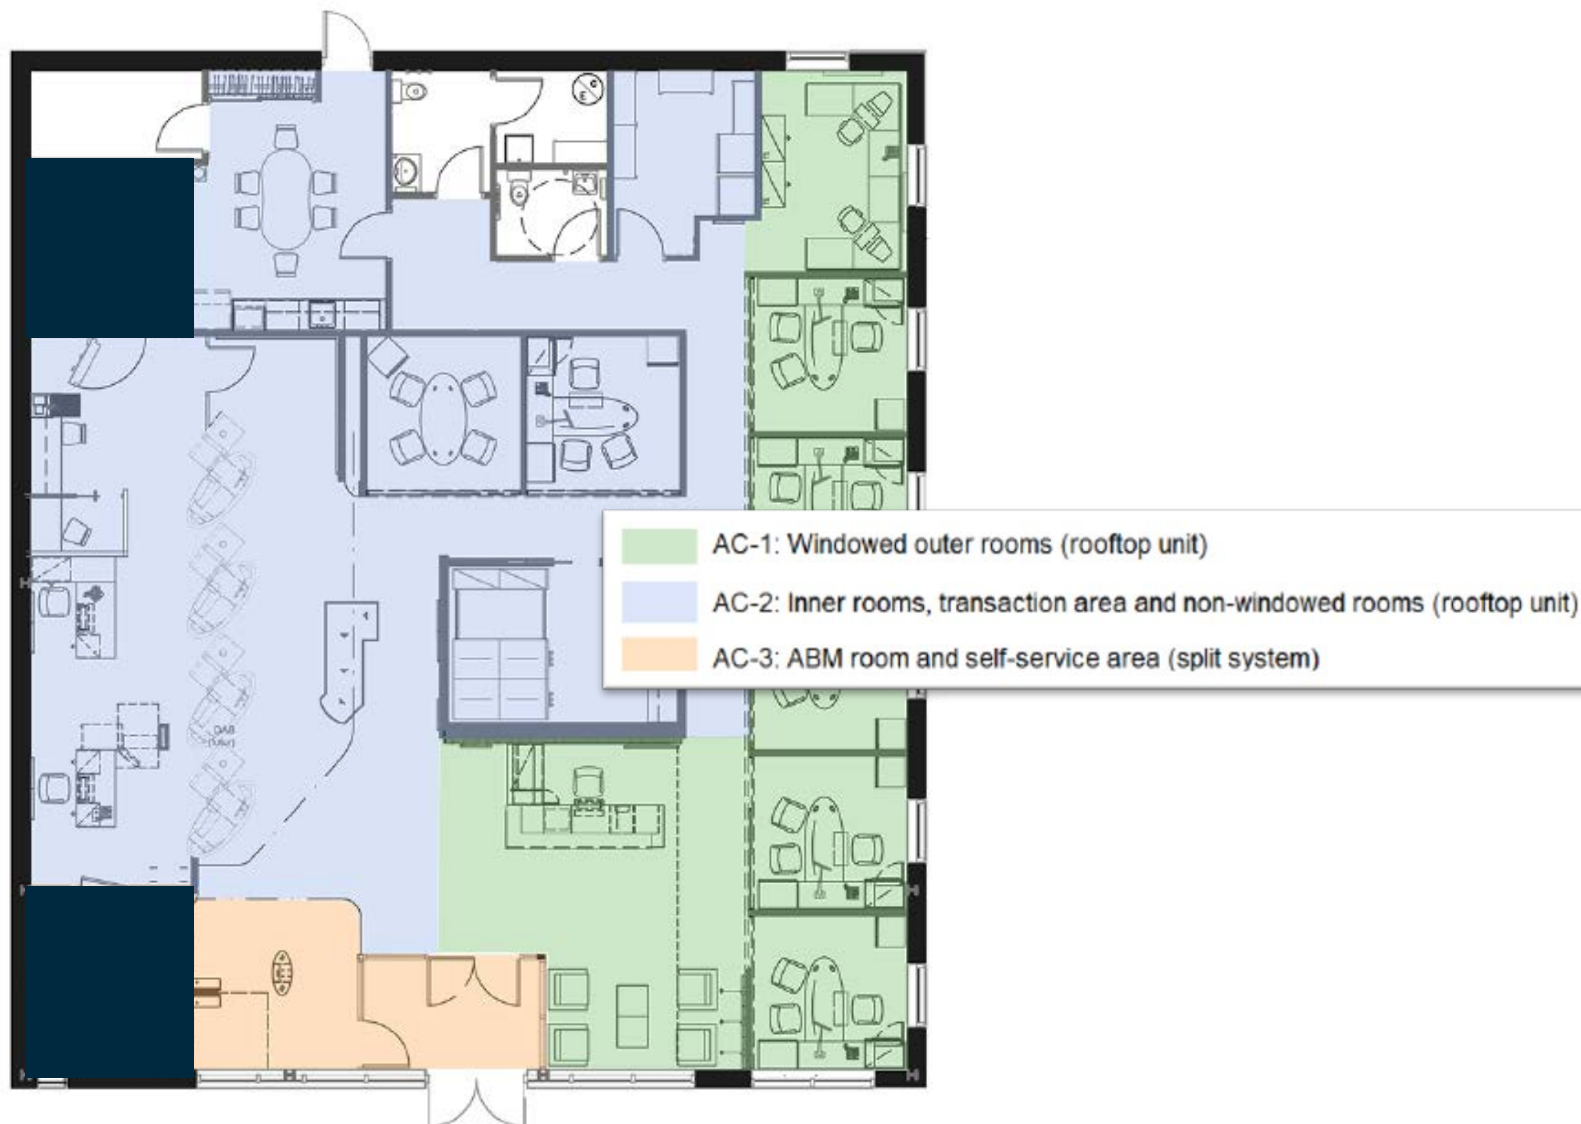 AC-1: Windowed outer rooms (rooftop unit)
AC-2: Inner rooms, transaction area and non-windowed rooms (rooftop unit)
AC-3: ABM room and self-service area (split system)